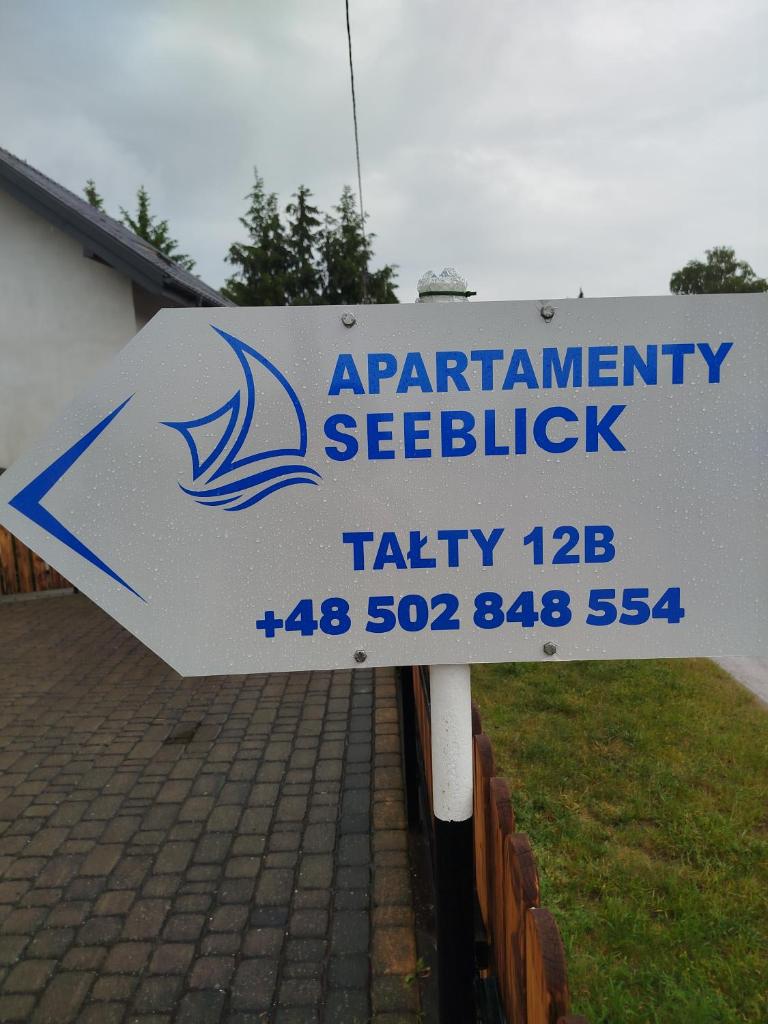 APARTAMENTY
SEEBLICK
TAŁTY 12B
+48 502 848 554